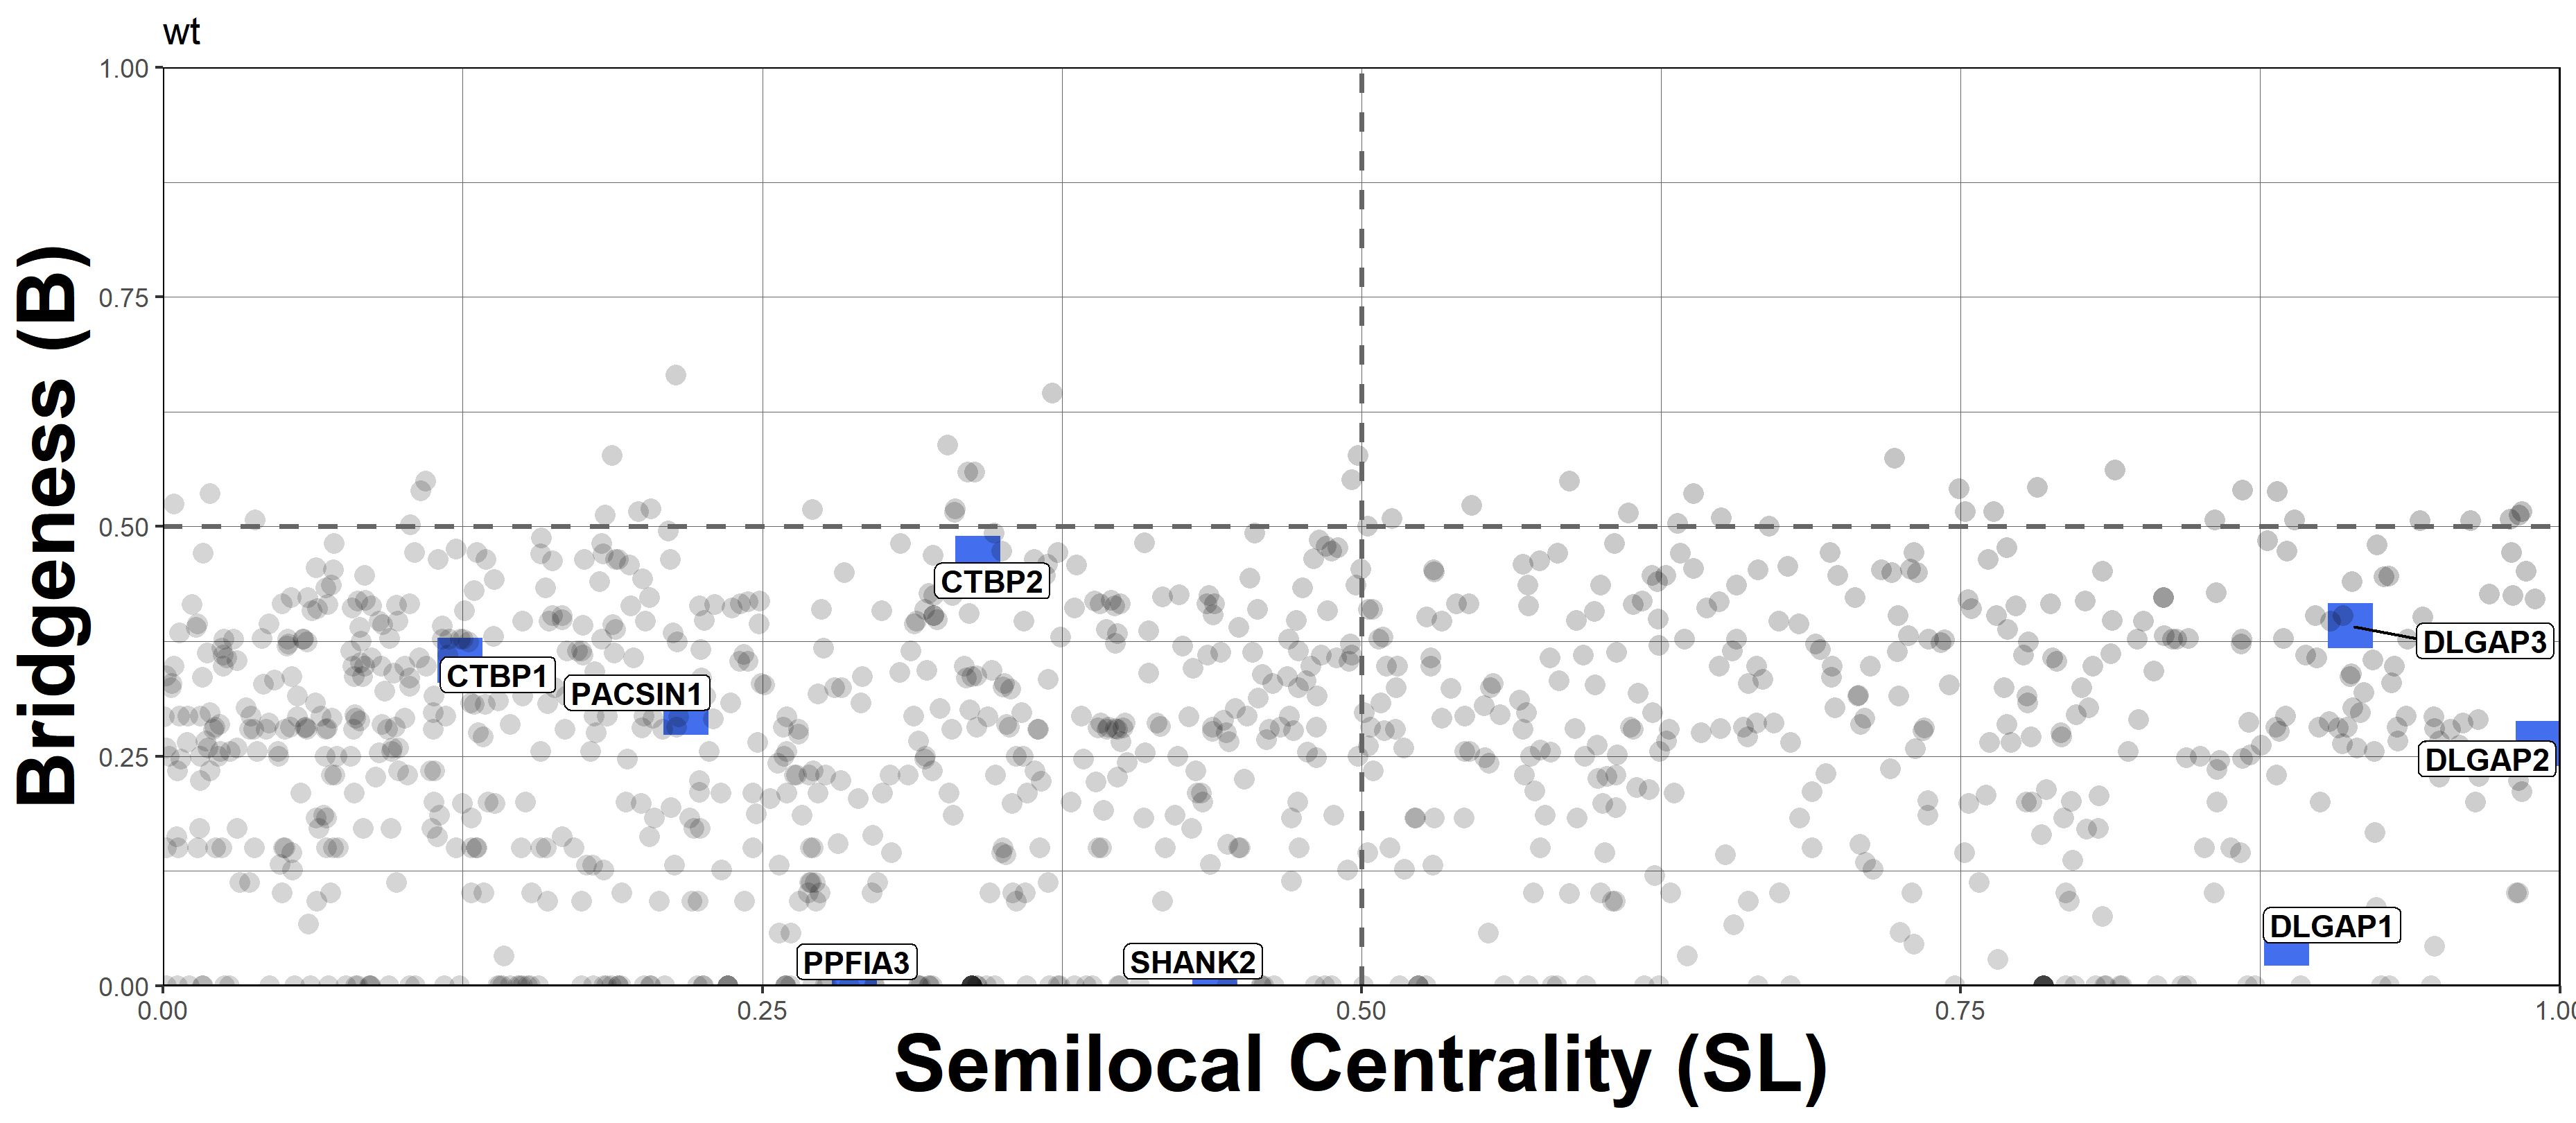 wt
1.00
0.75
0.50
0.25
0.00
Bridgeness (B)
CTBP2
DLGAP3
CTBP1
PACSIN1
DLGAP2
DLGAP1
PPFIA3
SHANK2
0.00 0.25 0.50 0.75 1.00
Semilocal Centrality (SL)